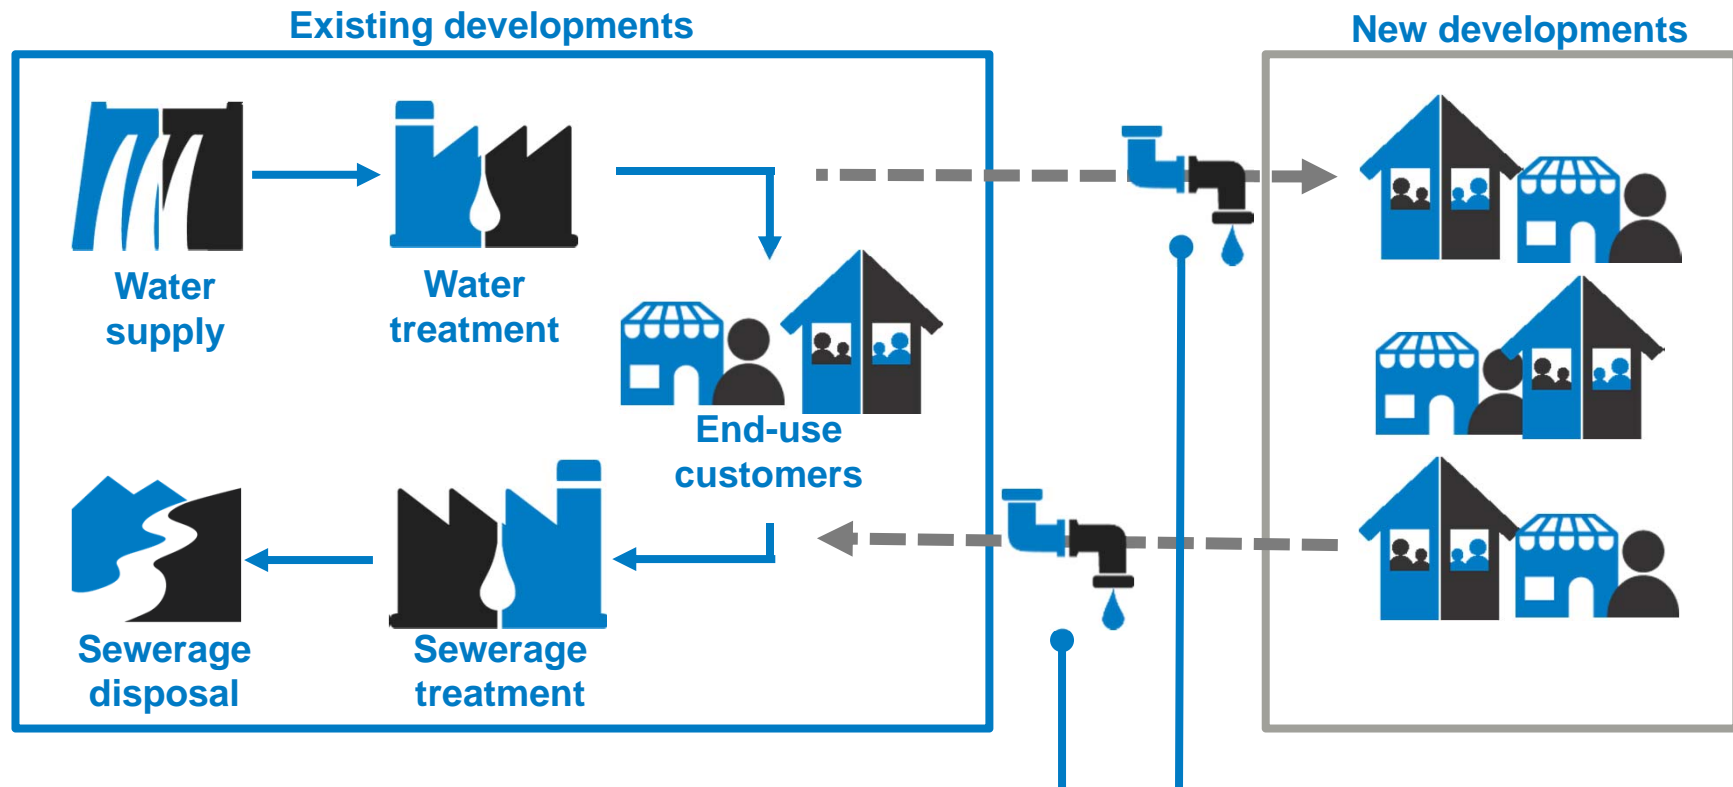 Existing developments
New developments
Water
supply
Water
treatment
End-use
customers
Sewerage
disposal
Sewerage
treatment